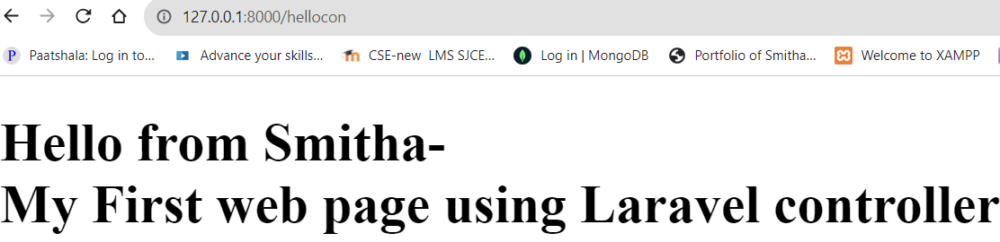 127.0.0.1:8000/hellocon
P Paatshala: Log in to... Advance your skills... CSE-new LMS SJCE... Log in | MongoDB Portfolio of Smitha... Welcome to XAMPP
Hello from Smitha-
My First web page using Laravel controller